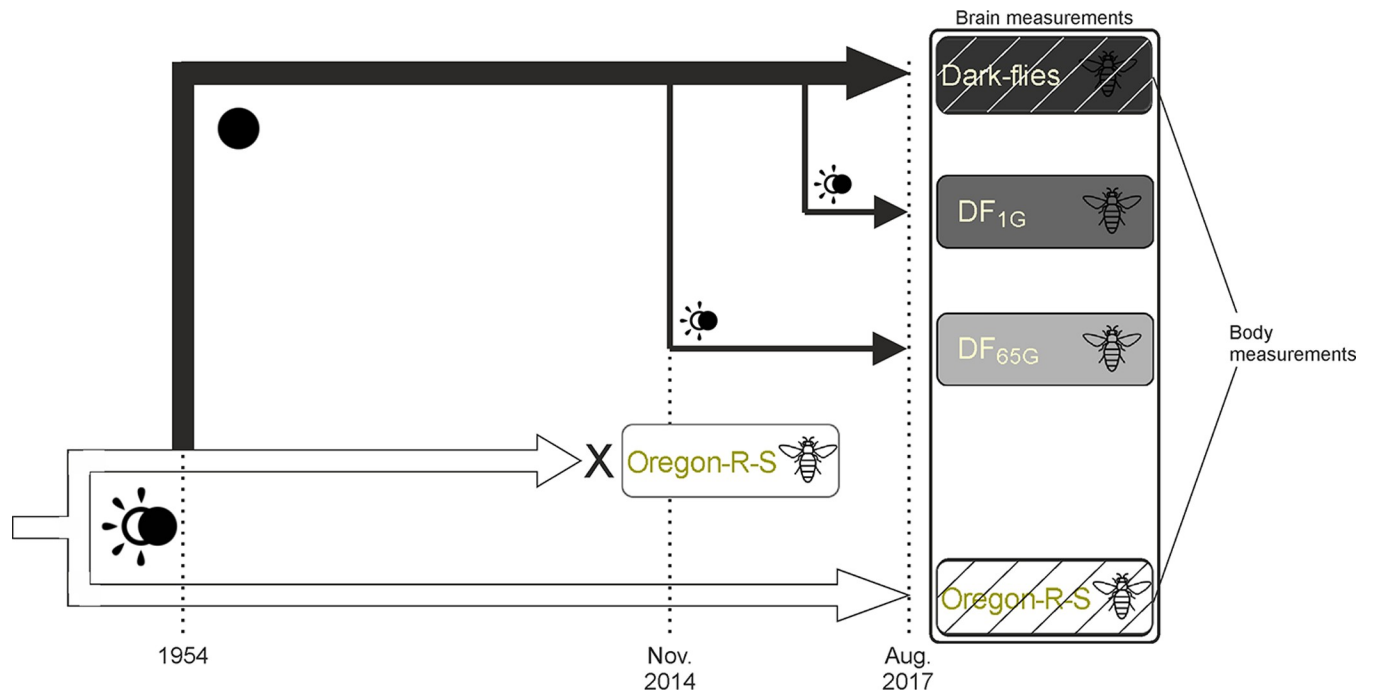 Brain measurements
Dark-flies
DF1G
DF65G
Body
measurements
X Oregon-R-S
Oregon-R-S
1954
Nov.
2014
Aug.
2017